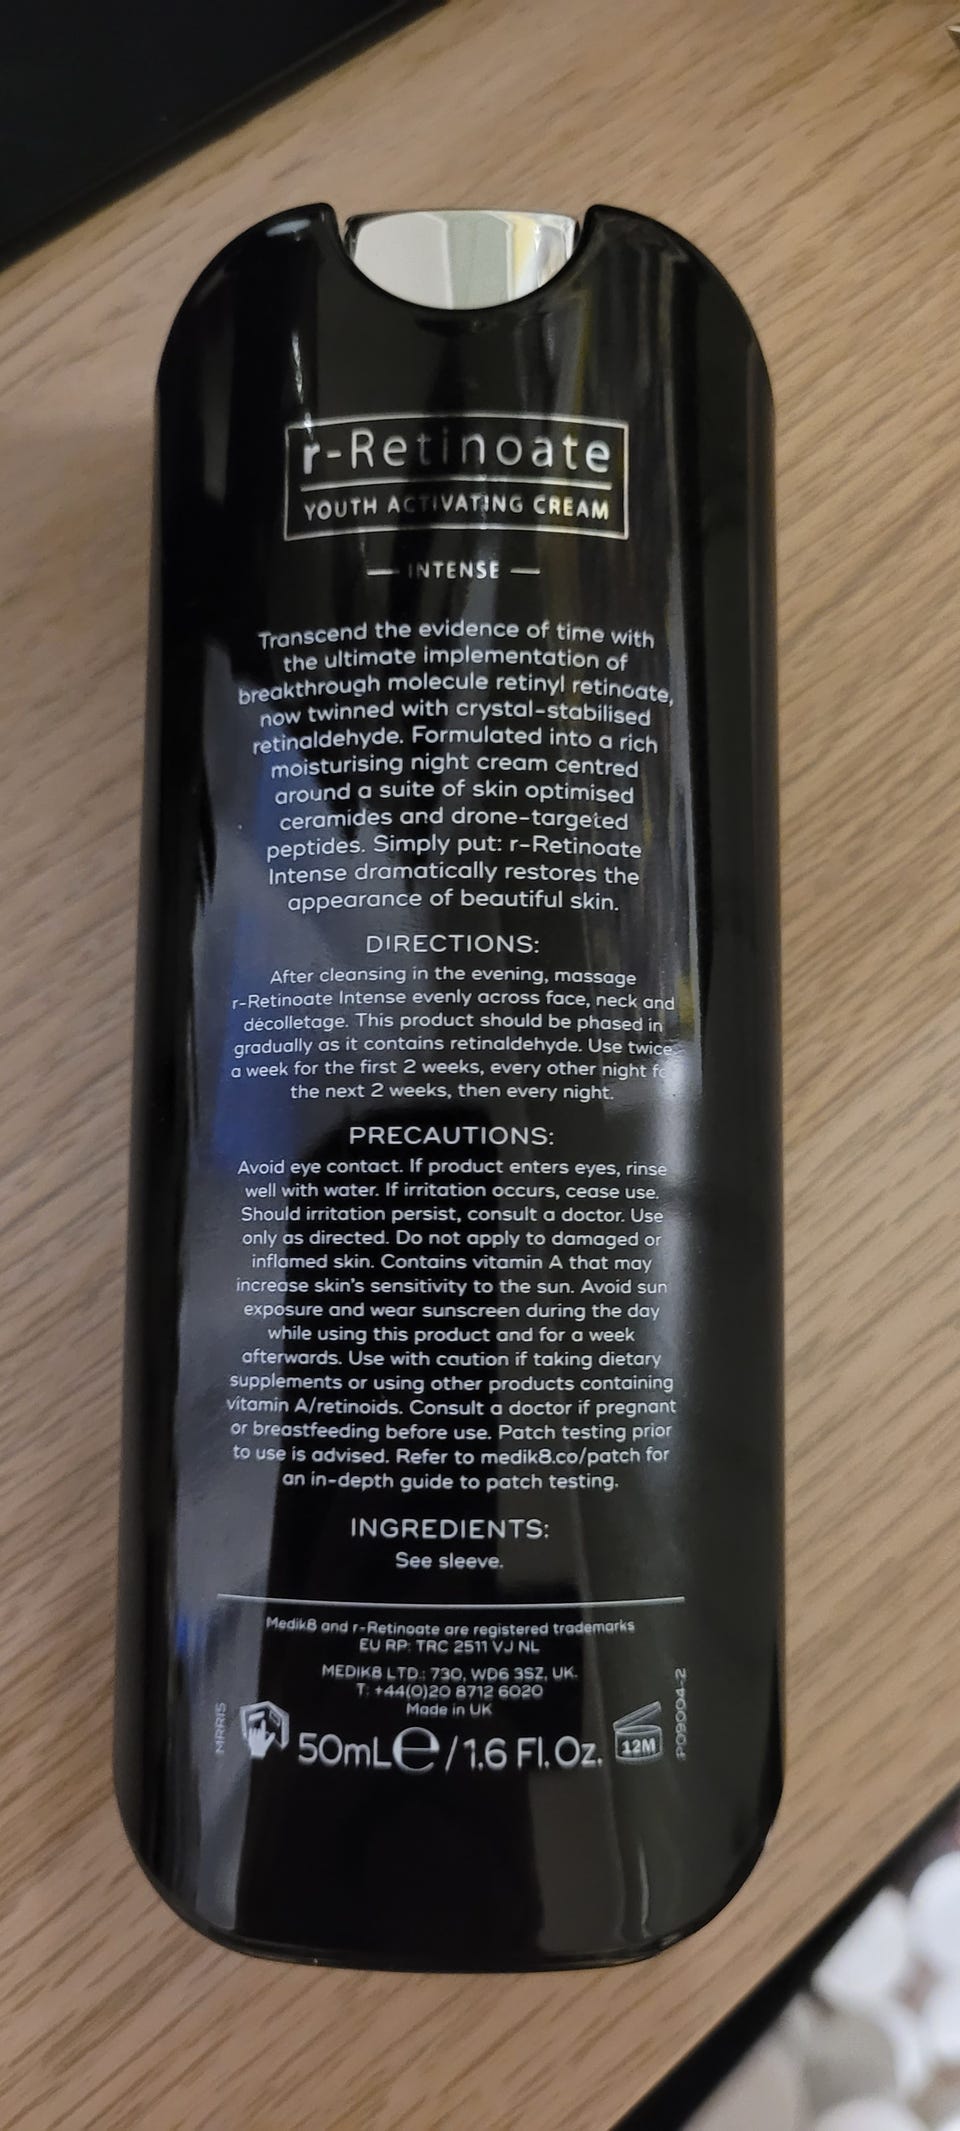 r-Retinoate
YOUTH ACTIVATING CREAM
INTENSE
Transcend the evidence of time with
the ultimate implementation of
breakthrough molecule retinyl retinoate,
now twinned with crystal-stabilised
retinaldehyde. Formulated into a rich
moisturising night cream centred
around a suite of skin optimised
ceramides and drone-targeted
peptides. Simply put: r-Retinoate
Intense dramatically restores the
appearance of beautiful skin.
DIRECTIONS:
After cleansing in the evening, massage
r-Retinoate Intense evenly across face, neck and
décolletage. This product should be phased in
gradually as it contains retinaldehyde. Use twice
a week for the first 2 weeks, every other night
the next 2 weeks, then every night.
PRECAUTIONS:
Avoid eye contact. If product enters eyes, rinse
well with water. If irritation occurs, cease use.
Should irritation persist, consult a doctor. Use
only as directed. Do not apply to damaged or
inflamed skin. Contains vitamin A that may
increase skin's sensitivity to the sun. Avoid sun
exposure and wear sunscreen during the day
while using this product and for a week
afterwards. Use with caution if taking dietary
supplements or using other products containing
vitamin A/retinoids. Consult a doctor if pregnant
or breastfeeding before use. Patch testing prior
to use is advised. Refer to medik8.co/patch for
an in-depth guide to patch testing.
INGREDIENTS:
See sleeve.
Medik8 and r-Retinoate are registered trademarks
EU RP: TRC 2511 VJ NL
MEDIK8 LTD.: 730, WD6 3SZ, UK.
T: +44(0)20 8712 6020
Made in UK
MRRIS
50mLe/1.6 Fl. Oz.
12M
P09004-2